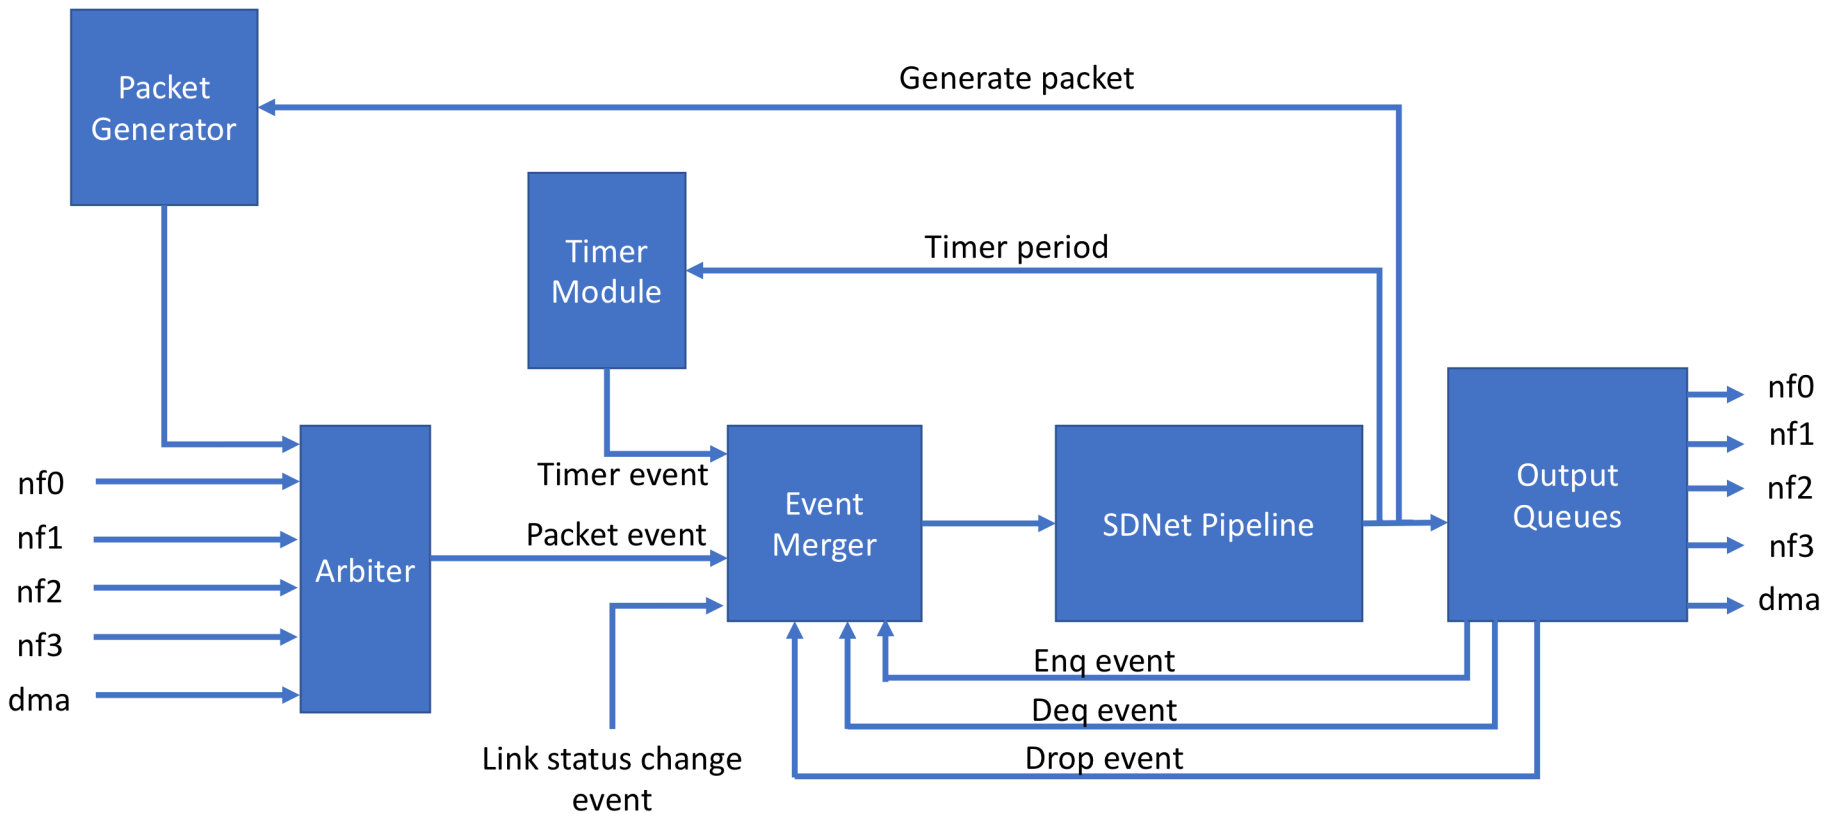 Packet
Generator
Generate packet
Timer
Module
Timer period
nf0
nf1
nf2
nf3
dma
Arbiter
Timer event
Packet event
Link status change
event
Event
Merger
SDNet Pipeline
Enq event
Deq event
Drop event
Output
Queues
nf0
nf1
nf2
nf3
dma